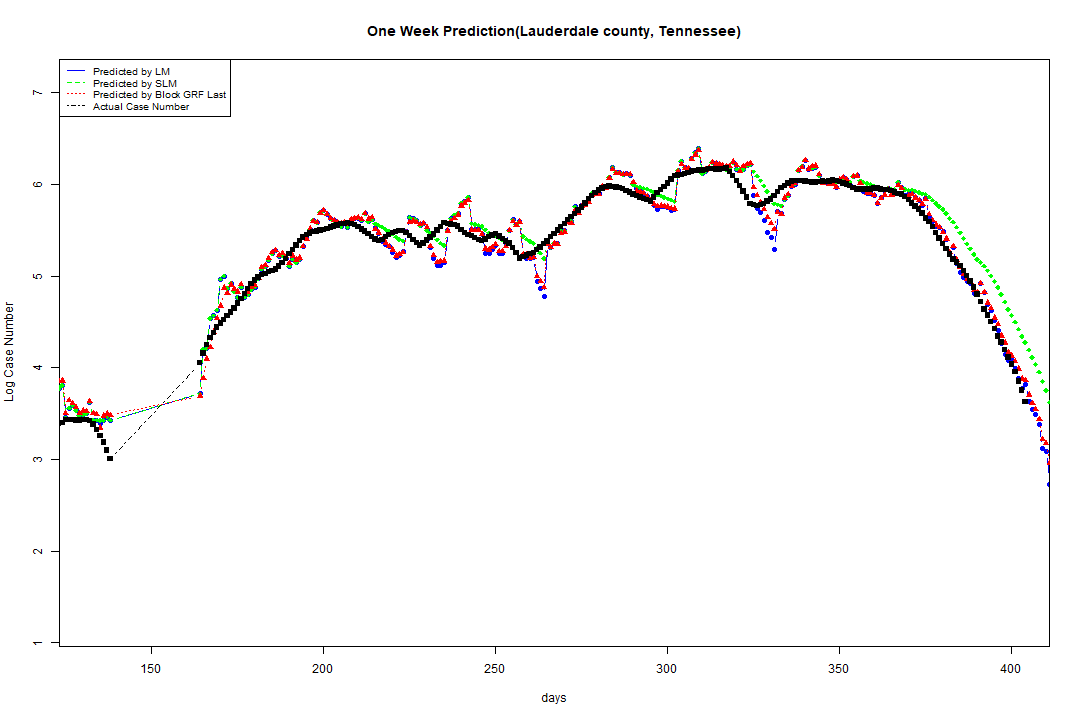 One Week Prediction(Lauderdale county, Tennessee)
Predicted by LM
Predicted by SLM
Predicted by Block GRF Last
Actual Case Number
Log Case Number
7
6
5
4
3
2
1
150
200
250
300
350
400
days